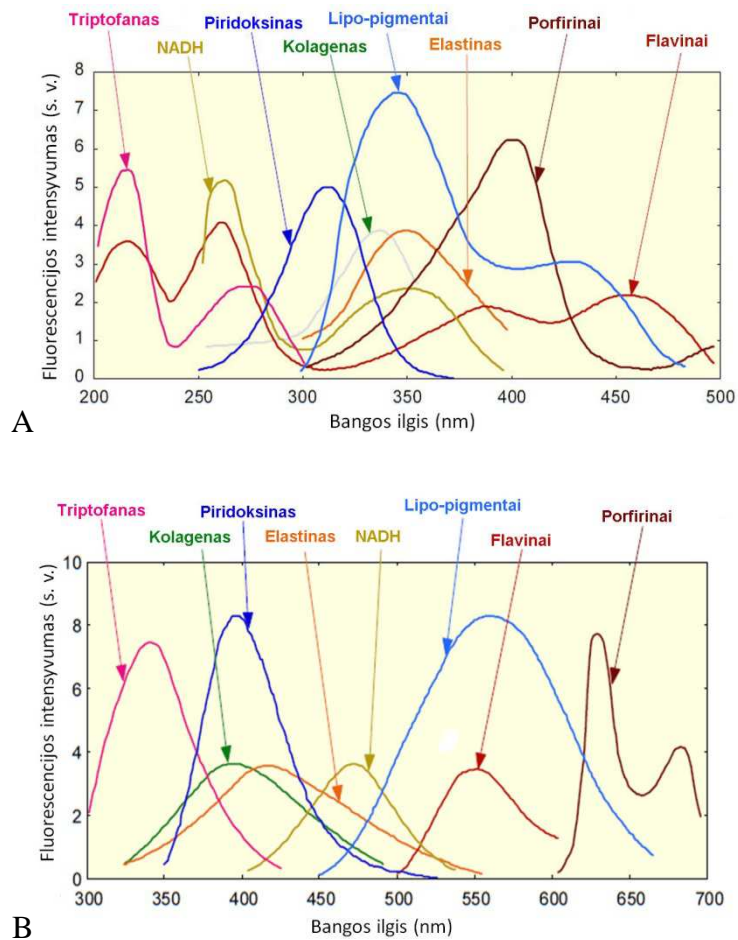 Triptofanas
NADH
Piridoksinas
Kolagenas
Lipo-pigmentai
Elastinas
Porfirinai
Flavinai
Fluorescencijos intensyvumas (s. v.)
8
7
6
5
4
3
2
1
0
200 250 300 350 400 450 500
Bangos ilgis (nm)
A
Triptofanas
Kolagenas
Piridoksinas
Elastinas
NADH
Lipo-pigmentai
Flavinai
Porfirinai
Fluorescencijos intensyvumas (s. v.)
10
8
6
4
2
0
300 350 400 450 500 550 600 650 700
Bangos ilgis (nm)
B